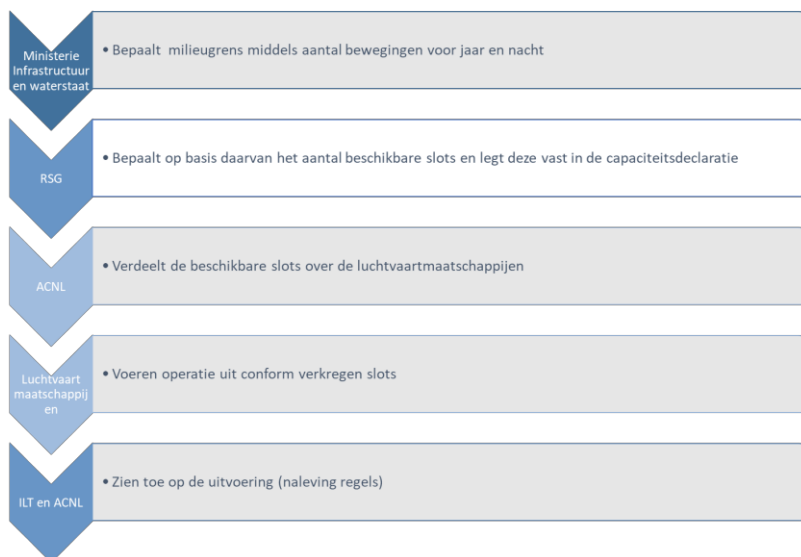 Ministerie
Infrastructuur
en waterstaat
• Bepaalt milieugrens middels aantal bewegingen voor jaar en nacht
RSG
• Bepaalt op basis daarvan het aantal beschikbare slots en legt deze vast in de capaciteitsdeclaratie
ACNL
• Verdeelt de beschikbare slots over de luchtvaartmaatschappijen
Luchtvaart
maatschappij
en
• Voeren operatie uit conform verkregen slots
ILT en ACNL
• Zien toe op de uitvoering (naleving regels)